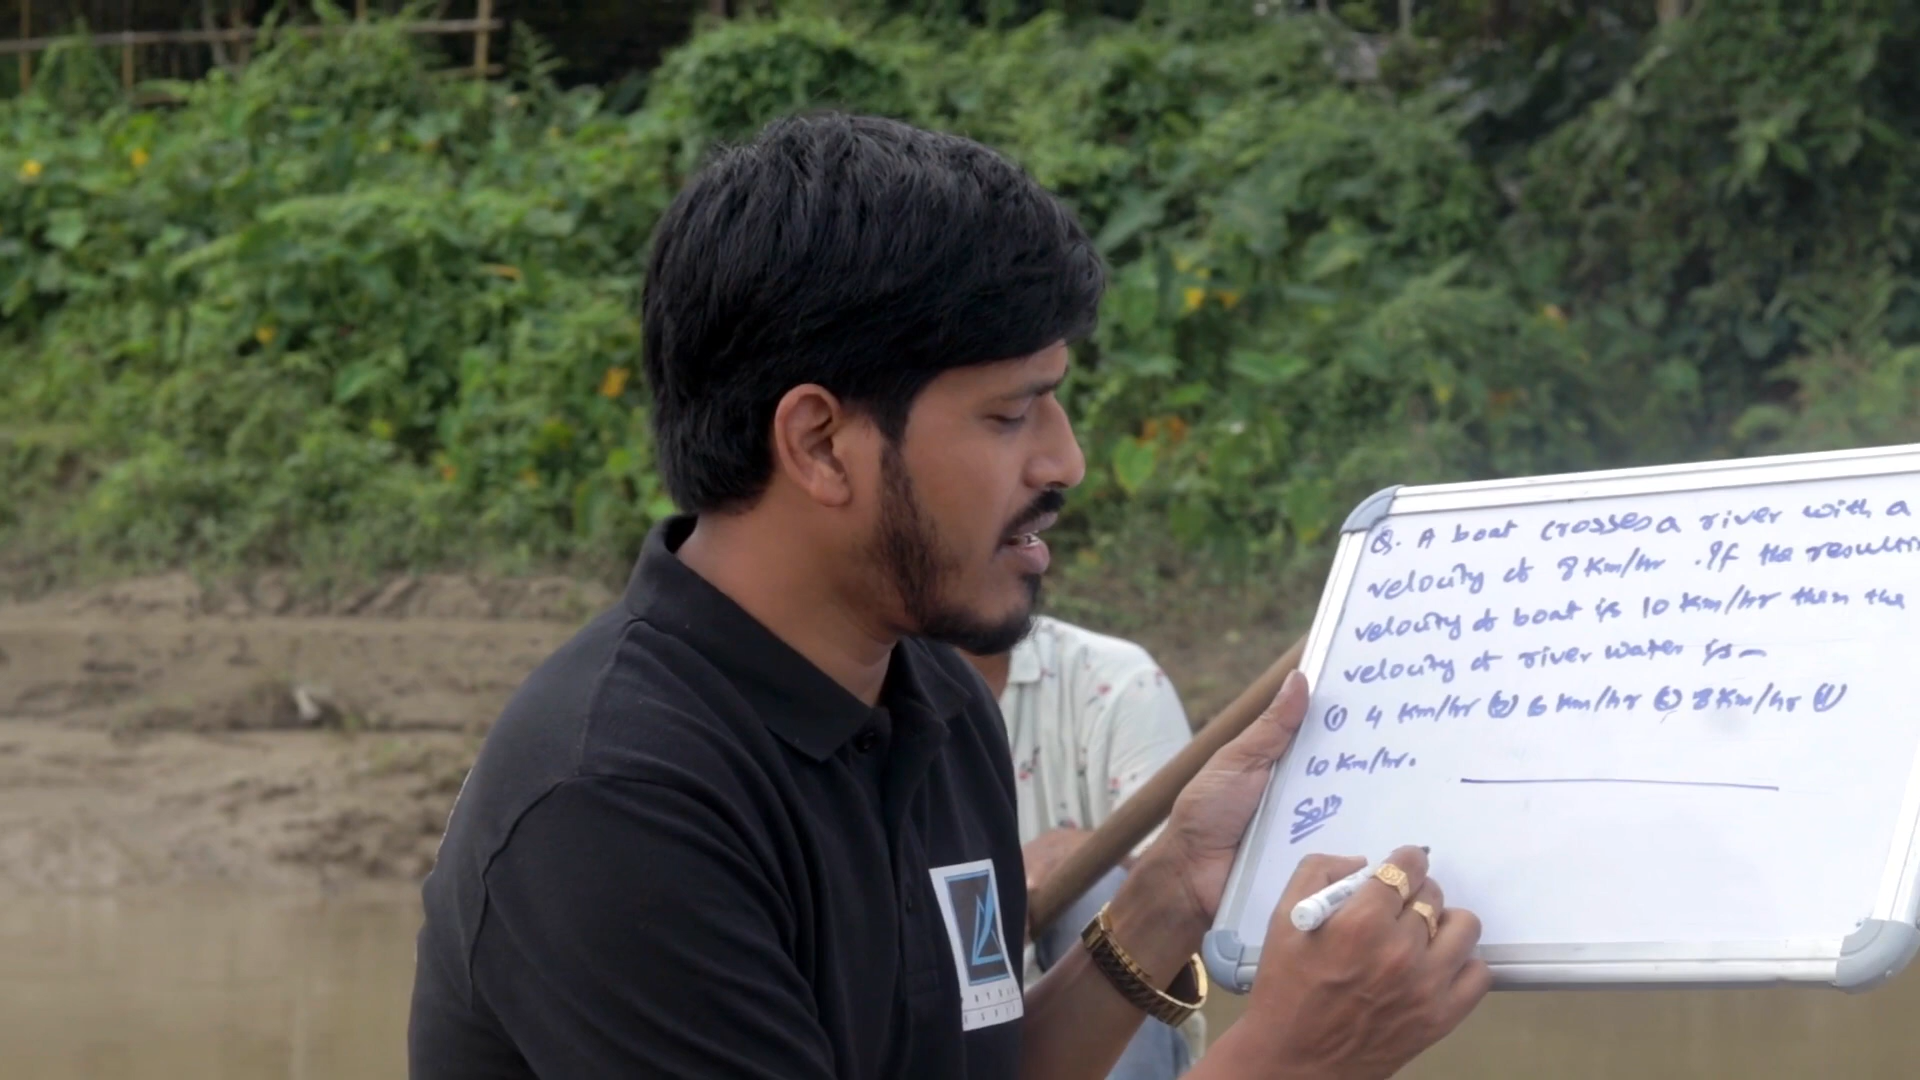 Q. A boat crosses a river with a
velocity of 8 Km/hr. If the
velocity of boat is 10 Km/hr then the
velocity of river water is-
(1) 4 Km/hr (2) 6 Km/hr (3) 8 Km/hr (4)
10 Km/hr.
Soln